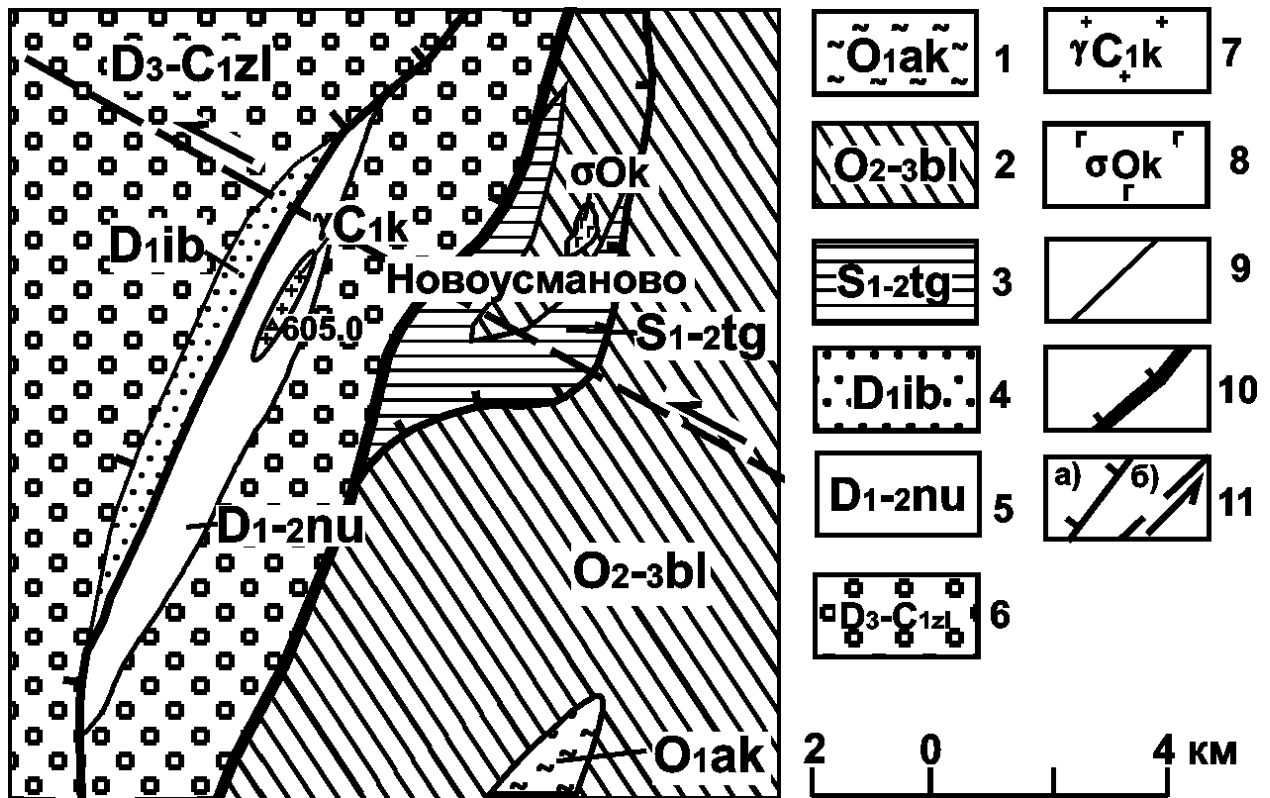 D3-C1zl
D1ib
γC1k
605.0
σOk
Новоусманово
S1-2tg
D1-2nu
O2-3bl
O1ak
O1ak 1
O2-3bl 2
S1-2tg 3
D1ib 4
D1-2nu 5
D3-C1zl 6
γC1k 7
σOk 8
9
10
а) б) 11
2 0 4 км